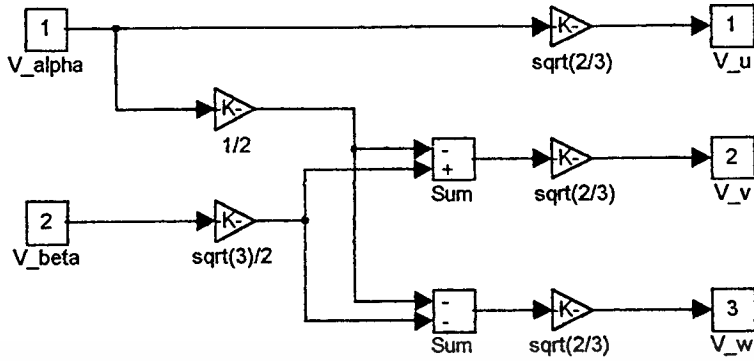 1
-K-
1
V_alpha
sqrt(2/3)
V_u
-K-
1/2
-
+
-K-
2
Sum
sqrt(2/3)
V_v
2
-K-
V_beta
sqrt(3)/2
-
-
-K-
3
Sum
sqrt(2/3)
V_w